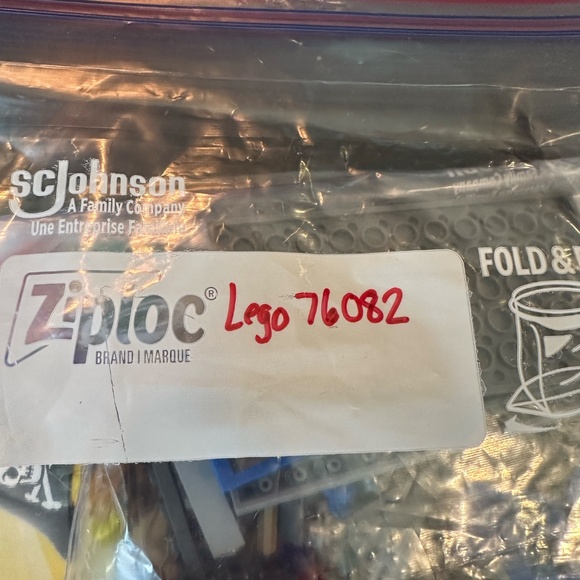 SCJohnson
A Family Company
Une Entreprise Familiale
FOLD &
Ziploc®
BRAND | MARQUE
Lego 76082